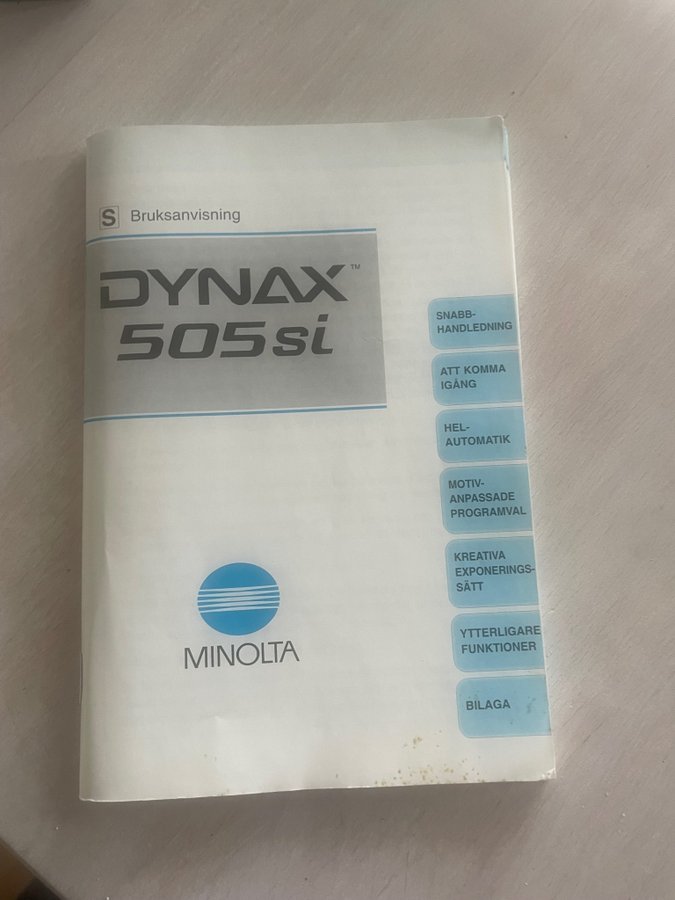 S Bruksanvisning
DYNAX™
505si
SNABB-
HANDLEDNING
ATT KOMMA
IGÅNG
HEL-
AUTOMATIK
MOTIV-
ANPASSADE
PROGRAMVAL
KREATIVA
EXPONERINGS-
SÄTT
YTTERLIGARE
FUNKTIONER
BILAGA
MINOLTA